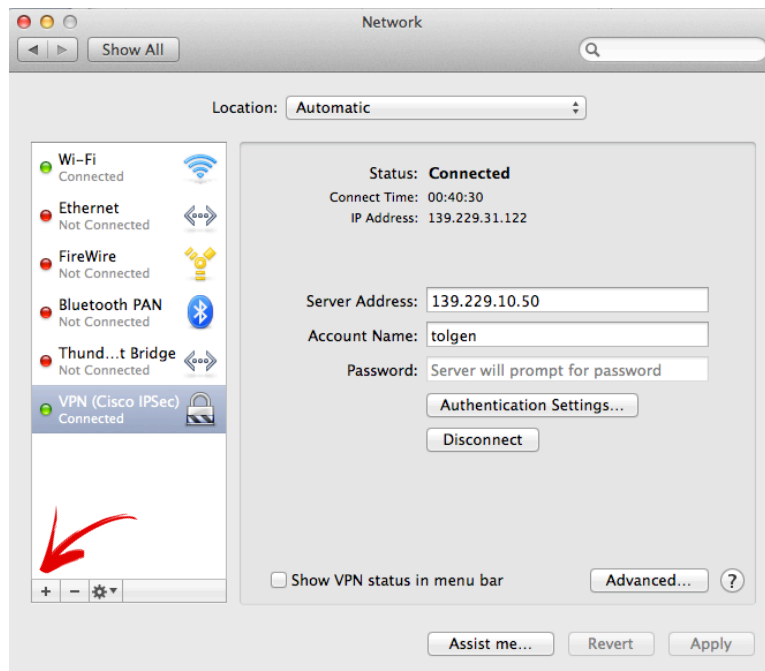 Network
Show All
Location: Automatic
Wi-Fi
Connected
Ethernet
Not Connected
FireWire
Not Connected
Bluetooth PAN
Not Connected
Thund...t Bridge
Not Connected
VPN (Cisco IPSec)
Connected
Status: Connected
Connect Time: 00:40:30
IP Address: 139.229.31.122
Server Address: 139.229.10.50
Account Name: tolgen
Password: Server will prompt for password
Authentication Settings...
Disconnect
Show VPN status in menu bar
Advanced... ?
+ −
Assist me... Revert Apply